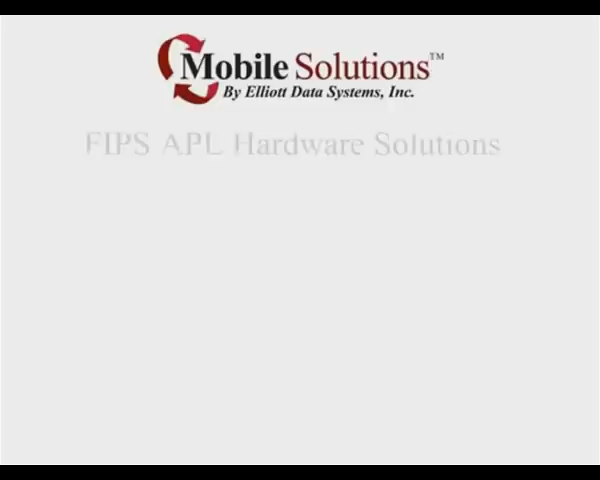 Mobile Solutions™
By Elliott Data Systems, Inc.
FIPS APL Hardware Solutions